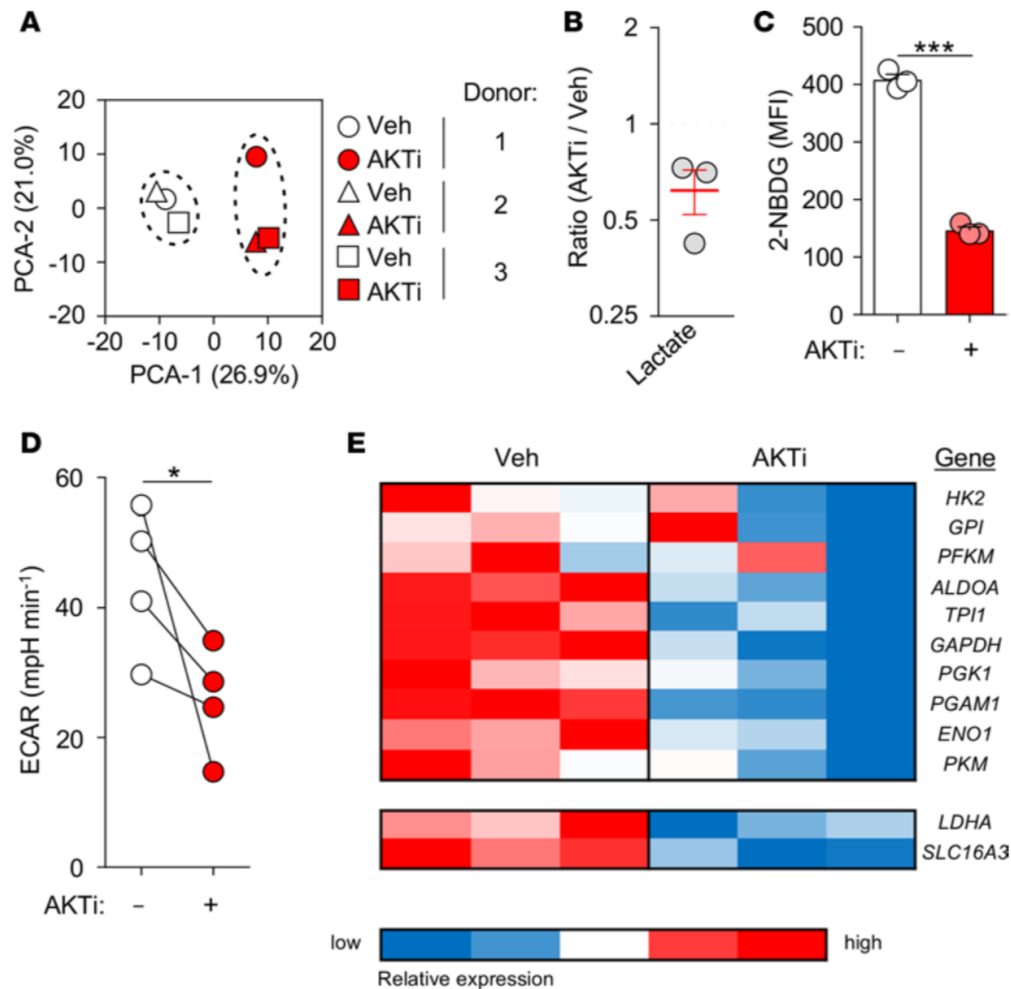 A
PCA-2 (21.0%)
20
10
0
-10
-20
-20 -10 0 10 20
PCA-1 (26.9%)
Donor:
Veh
AKTi
1
Veh
AKTi
2
Veh
AKTi
3
B
Ratio (AKTi / Veh)
2
1
0.5
0.25
Lactate
C
2-NBDG (MFI)
500
400
300
200
100
0
***
AKTi: – +
D
ECAR (mpH min-1)
60
40
20
0
*
AKTi: – +
E
Veh AKTi Gene
HK2
GPI
PFKM
ALDOA
TPI1
GAPDH
PGK1
PGAM1
ENO1
PKM
LDHA
SLC16A3
low high
Relative expression